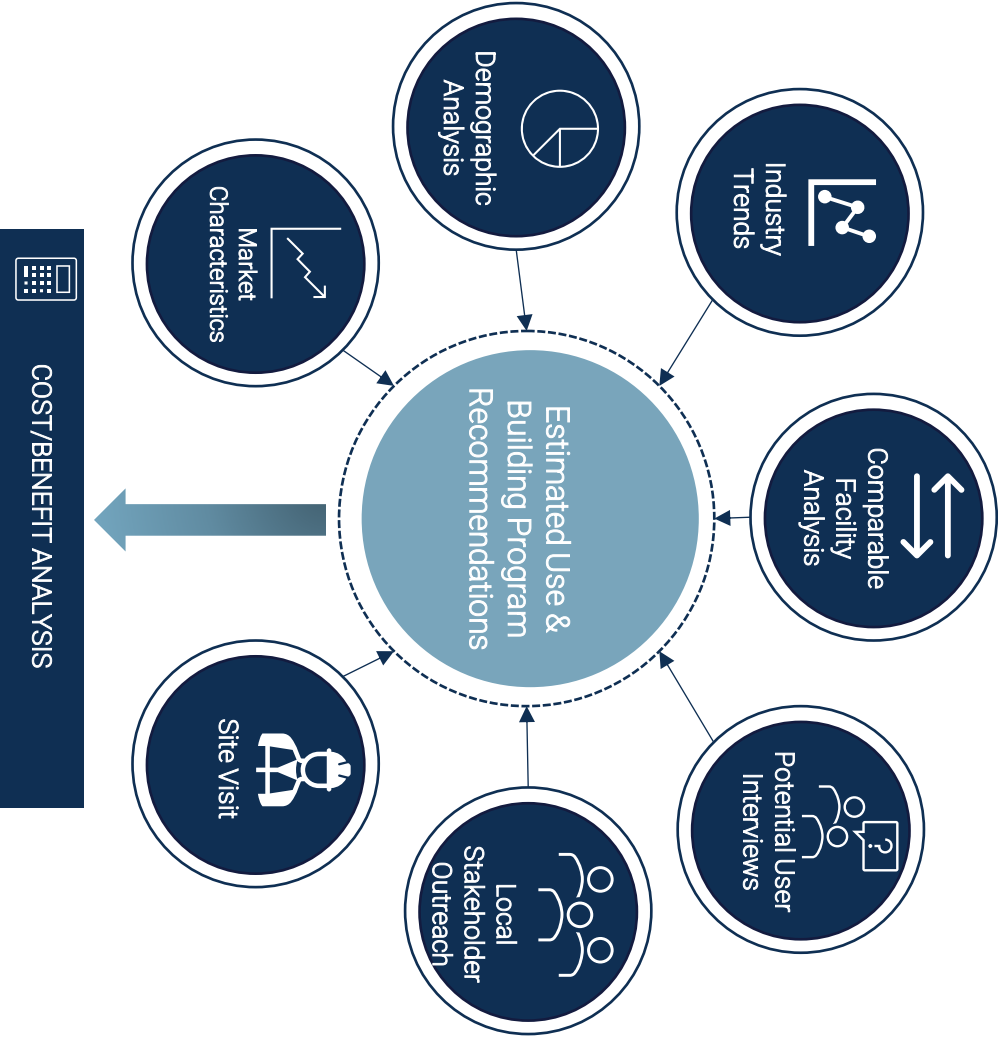 Comparable
Facility
Analysis
Industry
Trends
Potential User
Interviews
Demographic
Analysis
Estimated Use &
Building Program
Recommendations
Local
Stakeholder
Outreach
Market
Characteristics
Site Visit
COST/BENEFIT ANALYSIS
?